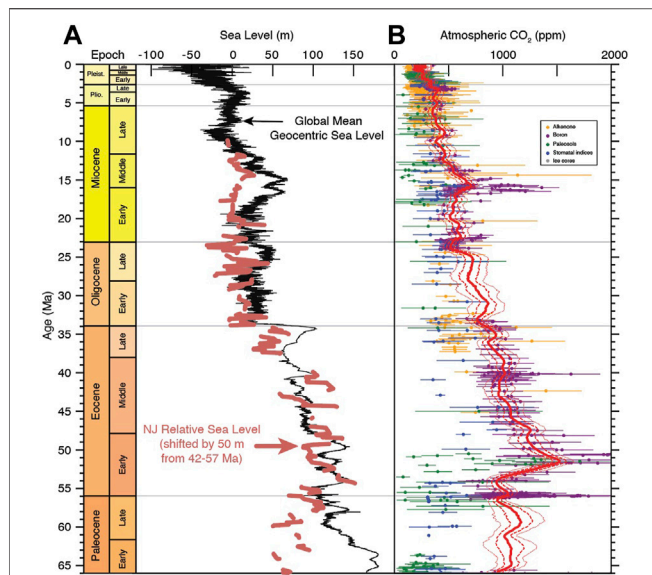 A
B
Sea Level (m)
Atmospheric CO₂ (ppm)
Epoch
-100 -50 0 50 100 150
0 500 1000 1500 2000
Age (Ma)
0
5
10
15
20
25
30
35
40
45
50
55
60
65
Pleist.
Late
Middle
Early
Plio.
Late
Early
Miocene
Late
Middle
Early
Oligocene
Late
Early
Eocene
Late
Middle
Early
Paleocene
Late
Early
Global Mean
Geocentric Sea Level
NJ Relative Sea Level
(shifted by 50 m
from 42-57 Ma)
Alkenone
Boron
Paleosols
Stomatal indices
Ice cores